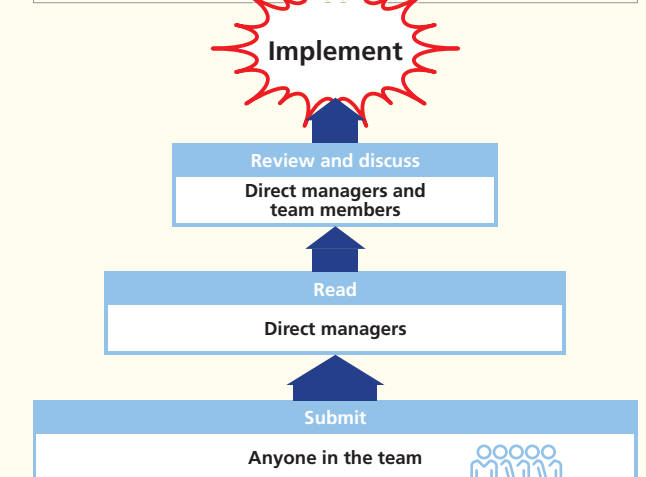 Implement
Review and discuss
Direct managers and
team members
Read
Direct managers
Submit
Anyone in the team